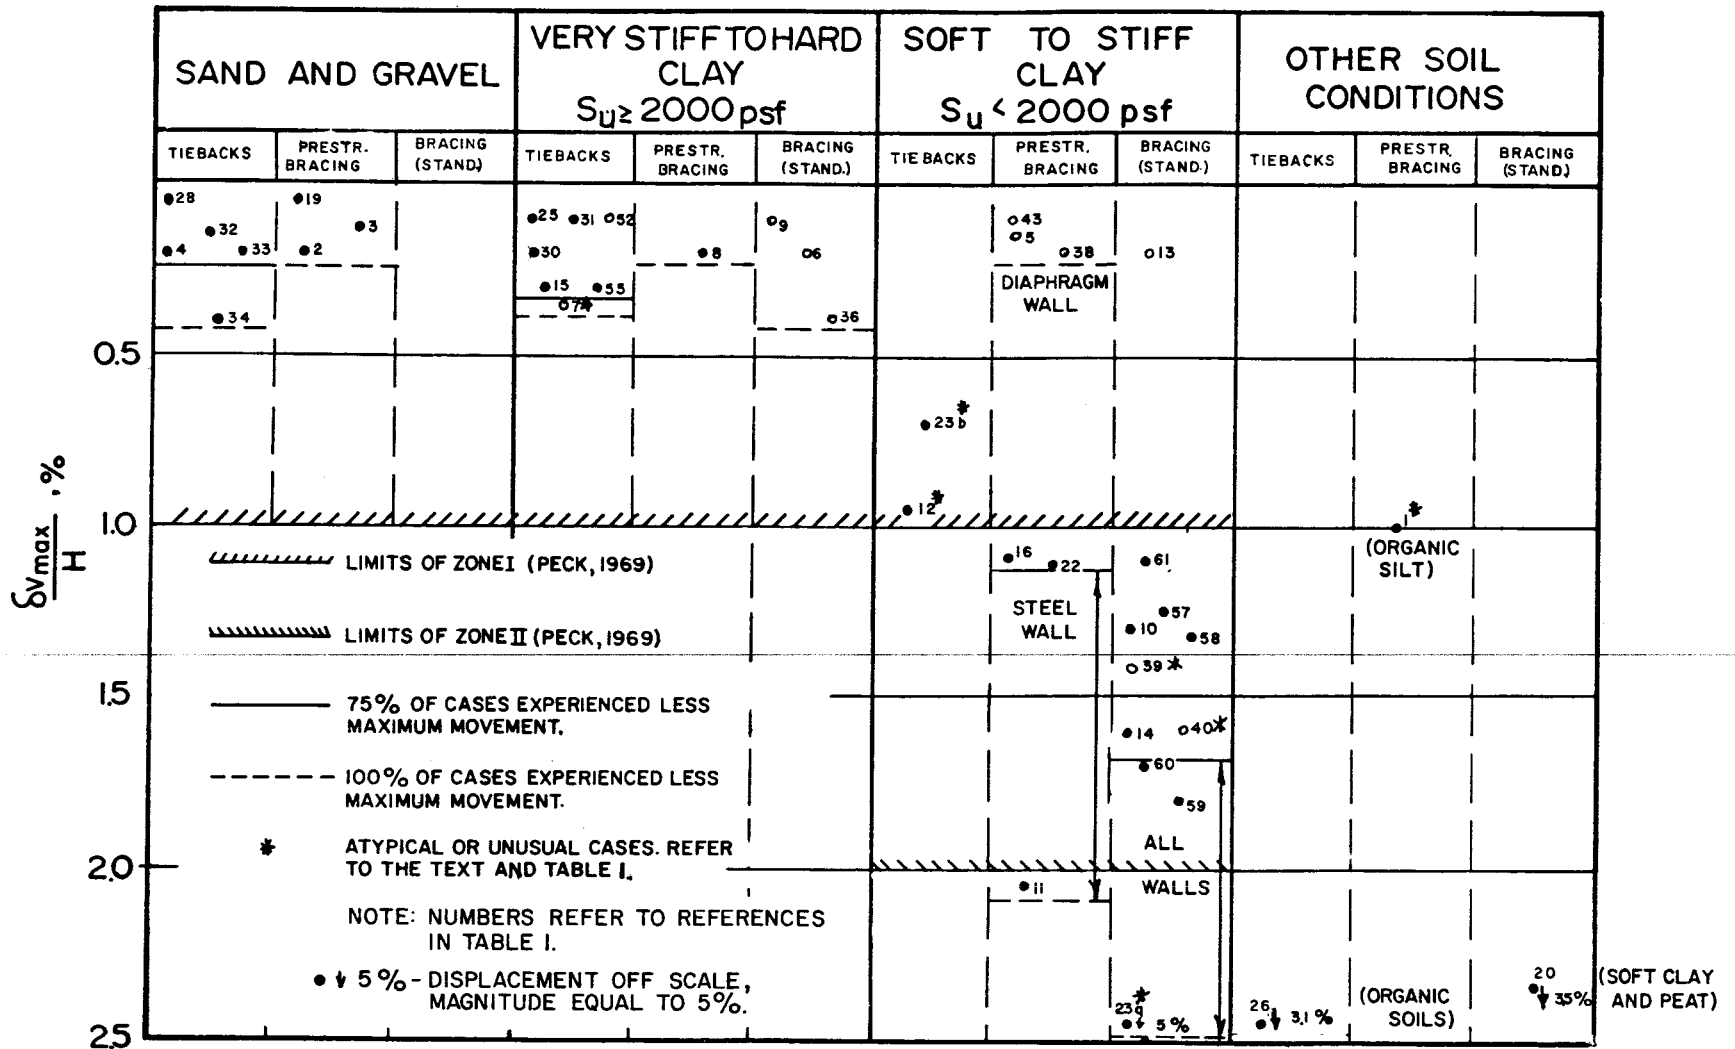 SAND AND GRAVEL
VERY STIFF TO HARD
CLAY
Su ≥ 2000 psf
SOFT TO STIFF
CLAY
Su < 2000 psf
OTHER SOIL
CONDITIONS
TIEBACKS
PRESTR.
BRACING
BRACING
(STAND.)
TIEBACKS
PRESTR.
BRACING
BRACING
(STAND.)
TIEBACKS
PRESTR.
BRACING
BRACING
(STAND.)
TIEBACKS
PRESTR.
BRACING
BRACING
(STAND.)
28
32
4
33
34
19
3
2
25
31
52
30
15
55
7*
8
9
6
36
43
5
38
DIAPHRAGM
WALL
13
0.5
23b*
12*
1.0
δVmax
H
, %
1*
(ORGANIC
SILT)
LIMITS OF ZONE I (PECK, 1969)
LIMITS OF ZONE II (PECK, 1969)
16
22
STEEL
WALL
61
57
10
58
39*
1.5
75% OF CASES EXPERIENCED LESS
MAXIMUM MOVEMENT.
14
40*
60
59
100% OF CASES EXPERIENCED LESS
MAXIMUM MOVEMENT.
* ATYPICAL OR UNUSUAL CASES. REFER
TO THE TEXT AND TABLE 1.
ALL
WALLS
2.0
11
NOTE: NUMBERS REFER TO REFERENCES
IN TABLE 1.
● ↓ 5% - DISPLACEMENT OFF SCALE,
MAGNITUDE EQUAL TO 5%.
23a*
↓ 5%
26
↓ 3.1%
(ORGANIC
SOILS)
20
↓ 35%
(SOFT CLAY
AND PEAT)
2.5